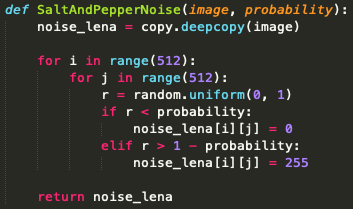 def SaltAndPepperNoise(image, probability):
    noise_lena = copy.deepcopy(image)

    for i in range(512):
        for j in range(512):
            r = random.uniform(0, 1)
            if r < probability:
                noise_lena[i][j] = 0
            elif r > 1 - probability:
                noise_lena[i][j] = 255

    return noise_lena